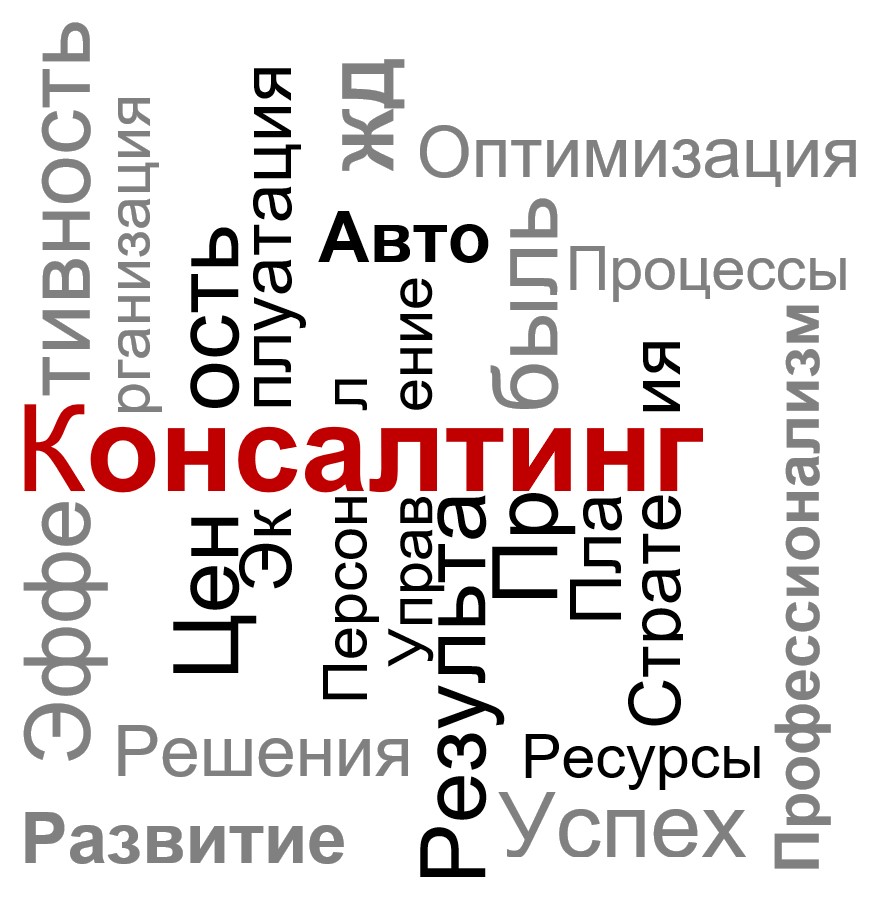 ЖД
Оптимизация
Авто
Процессы
Консалтинг
Эффективность
Организация
Ценность
Эксплуатация
Персонал
Управление
Результат
Прибыль
План
Стратегия
Профессионализм
Решения
Ресурсы
Развитие
Успех